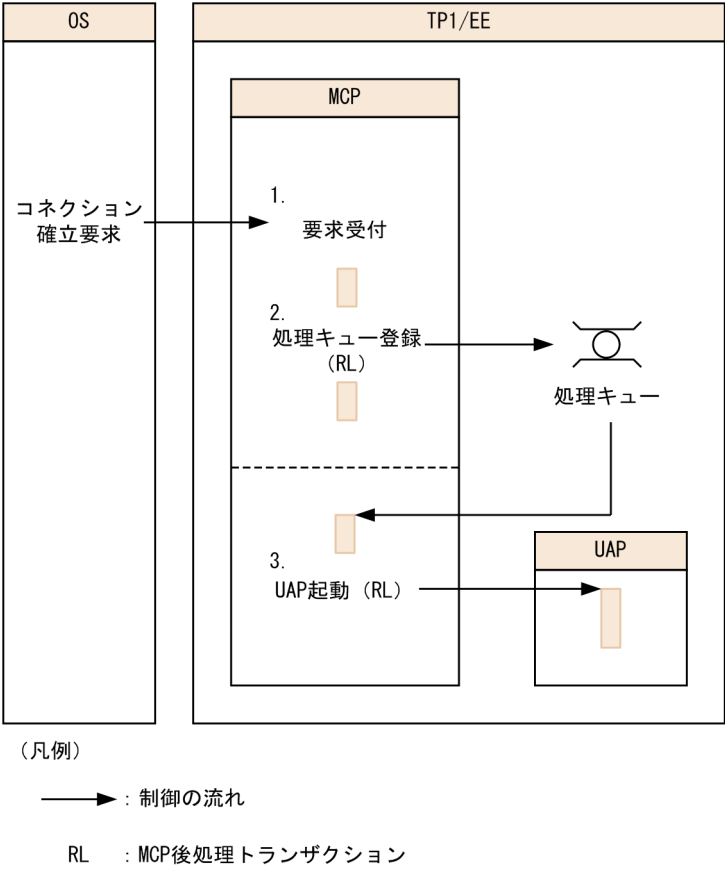 OS
TP1/EE
MCP
1.
コネクション
確立要求
要求受付
2.
処理キュー登録
（RL）
処理キュー
3.
UAP起動（RL）
UAP
（凡例）
：制御の流れ
RL ：MCP後処理トランザクション